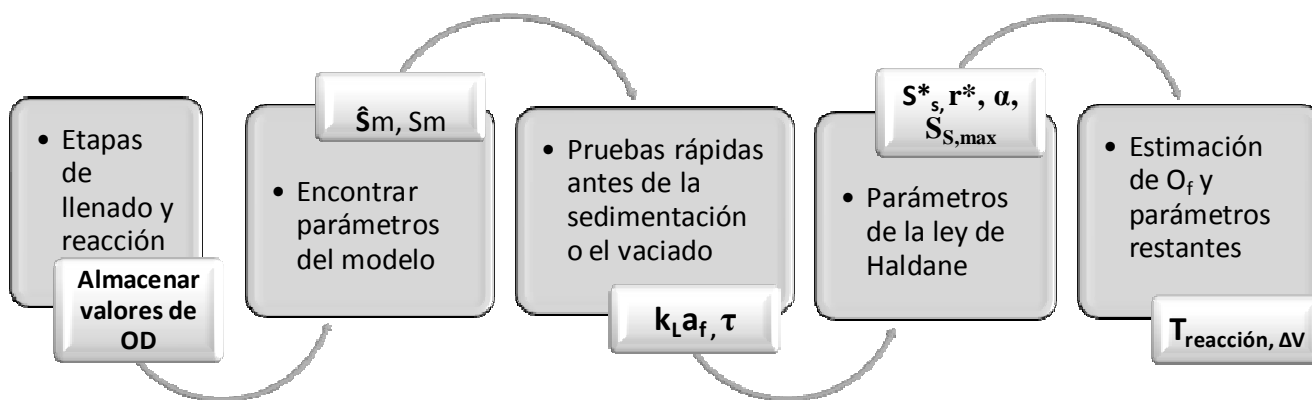 • Etapas
de
llenado y
reacción
Almacenar
valores de
OD
Ŝm, Sm
• Encontrar
parámetros
del modelo
• Pruebas rápidas
antes de la
sedimentación
o el vaciado
kLaf, τ
S*s, r*, α,
SS,max
• Parámetros
de la ley de
Haldane
• Estimación
de Of y
parámetros
restantes
Treacción, ΔV